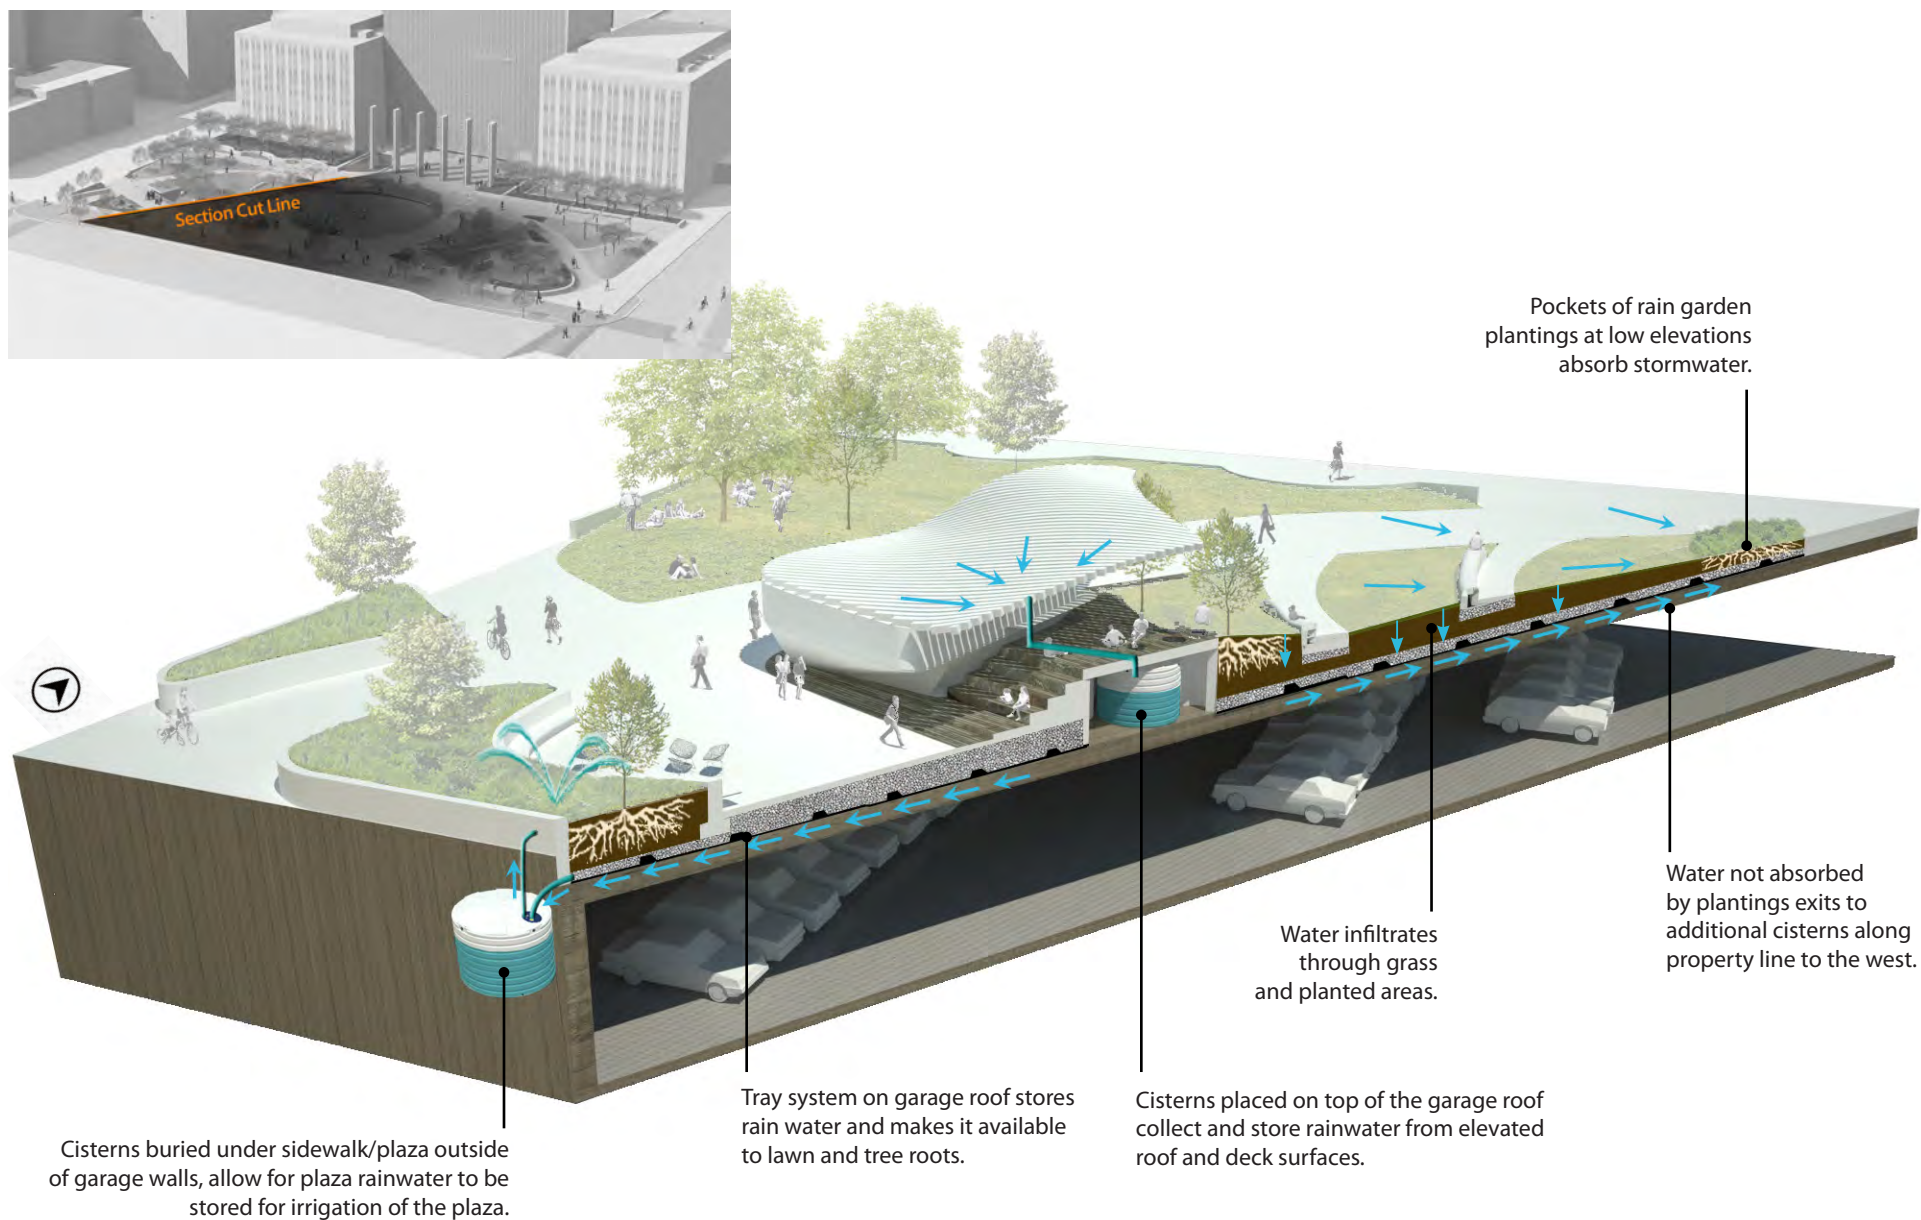 Section Cut Line
Pockets of rain garden
plantings at low elevations
absorb stormwater.
Water not absorbed
by plantings exits to
additional cisterns along
property line to the west.
Water infiltrates
through grass
and planted areas.
Tray system on garage roof stores
rain water and makes it available
to lawn and tree roots.
Cisterns placed on top of the garage roof
collect and store rainwater from elevated
roof and deck surfaces.
Cisterns buried under sidewalk/plaza outside
of garage walls, allow for plaza rainwater to be
stored for irrigation of the plaza.